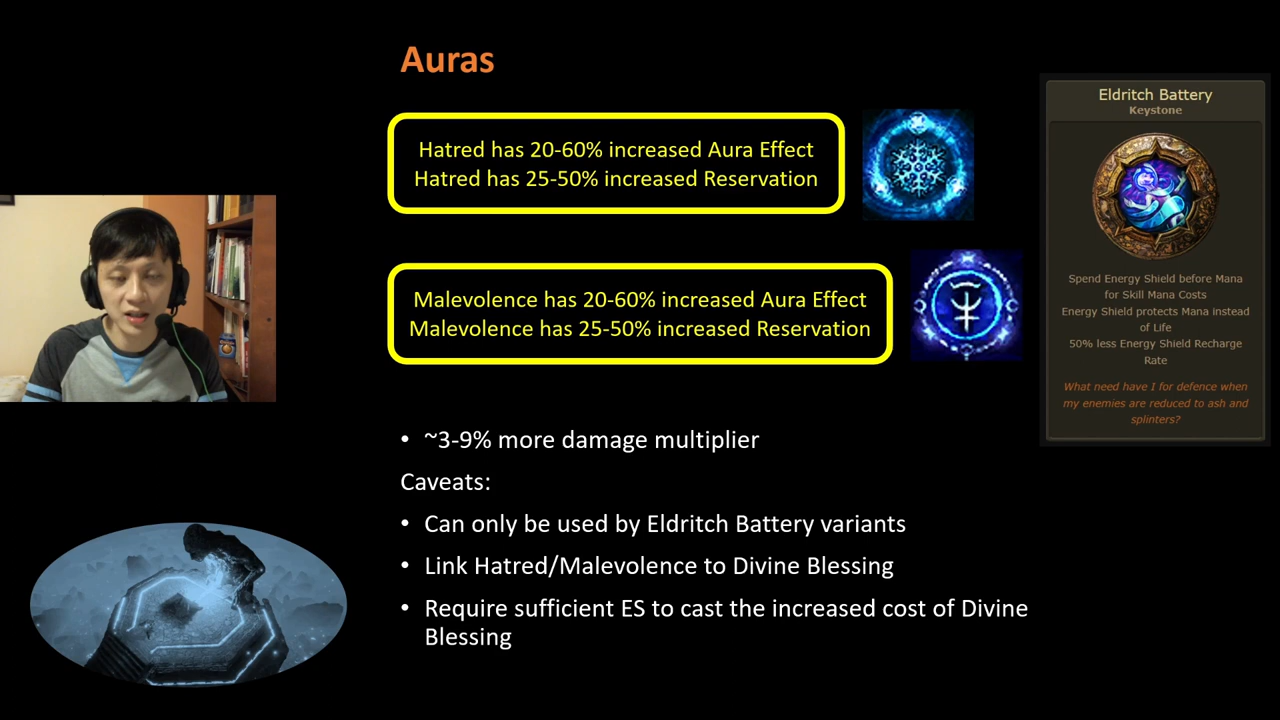 Auras
Hatred has 20-60% increased Aura Effect
Hatred has 25-50% increased Reservation
Malevolence has 20-60% increased Aura Effect
Malevolence has 25-50% increased Reservation
• ~3-9% more damage multiplier
Caveats:
• Can only be used by Eldritch Battery variants
• Link Hatred/Malevolence to Divine Blessing
• Require sufficient ES to cast the increased cost of Divine
Blessing
Eldritch Battery
Keystone
Spend Energy Shield before Mana
for Skill Mana Costs
Energy Shield protects Mana instead
of Life
50% less Energy Shield Recharge
Rate
What need have I for defence when
my enemies are reduced to ash and
splinters?